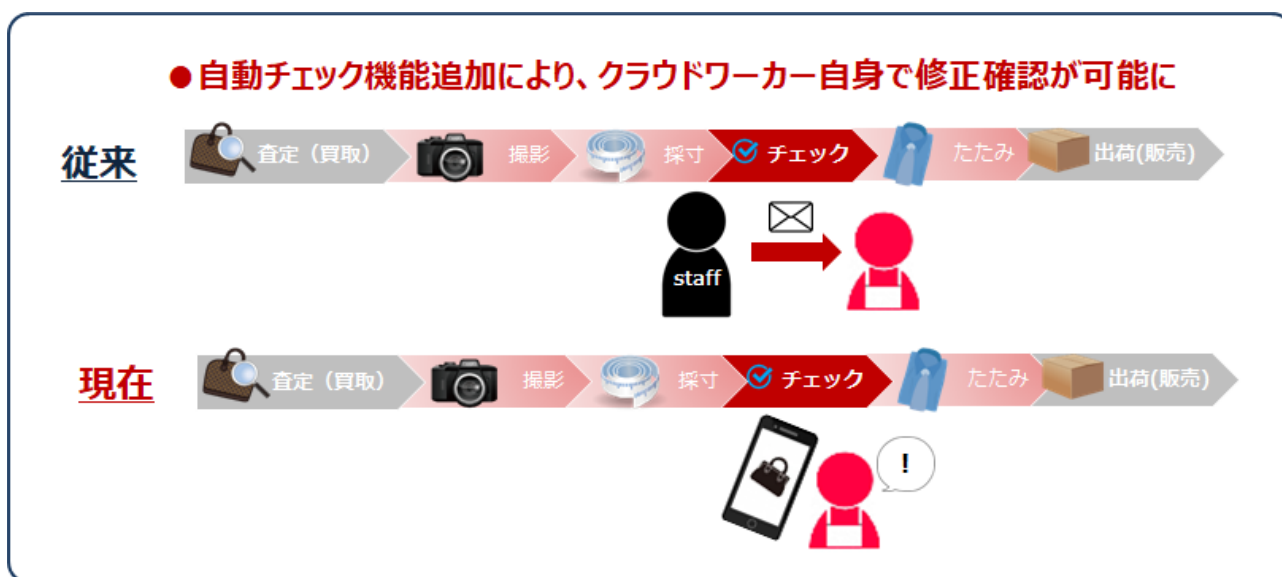 ●自動チェック機能追加により、クラウドワーカー自身で修正確認が可能に
従来
査定（買取） 撮影 採寸 チェック たたみ 出荷(販売)
staff
現在
査定（買取） 撮影 採寸 チェック たたみ 出荷(販売)
!